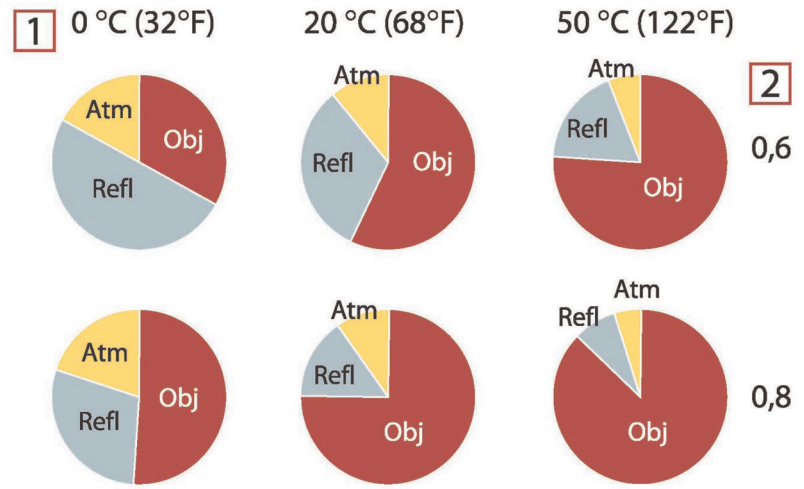 1 0 °C (32°F) 20 °C (68°F) 50 °C (122°F)
2
0,6
Atm Obj Refl
Atm Refl Obj
Atm Refl Obj
Atm Obj Refl
Atm Refl Obj
Atm Refl Obj
0,8